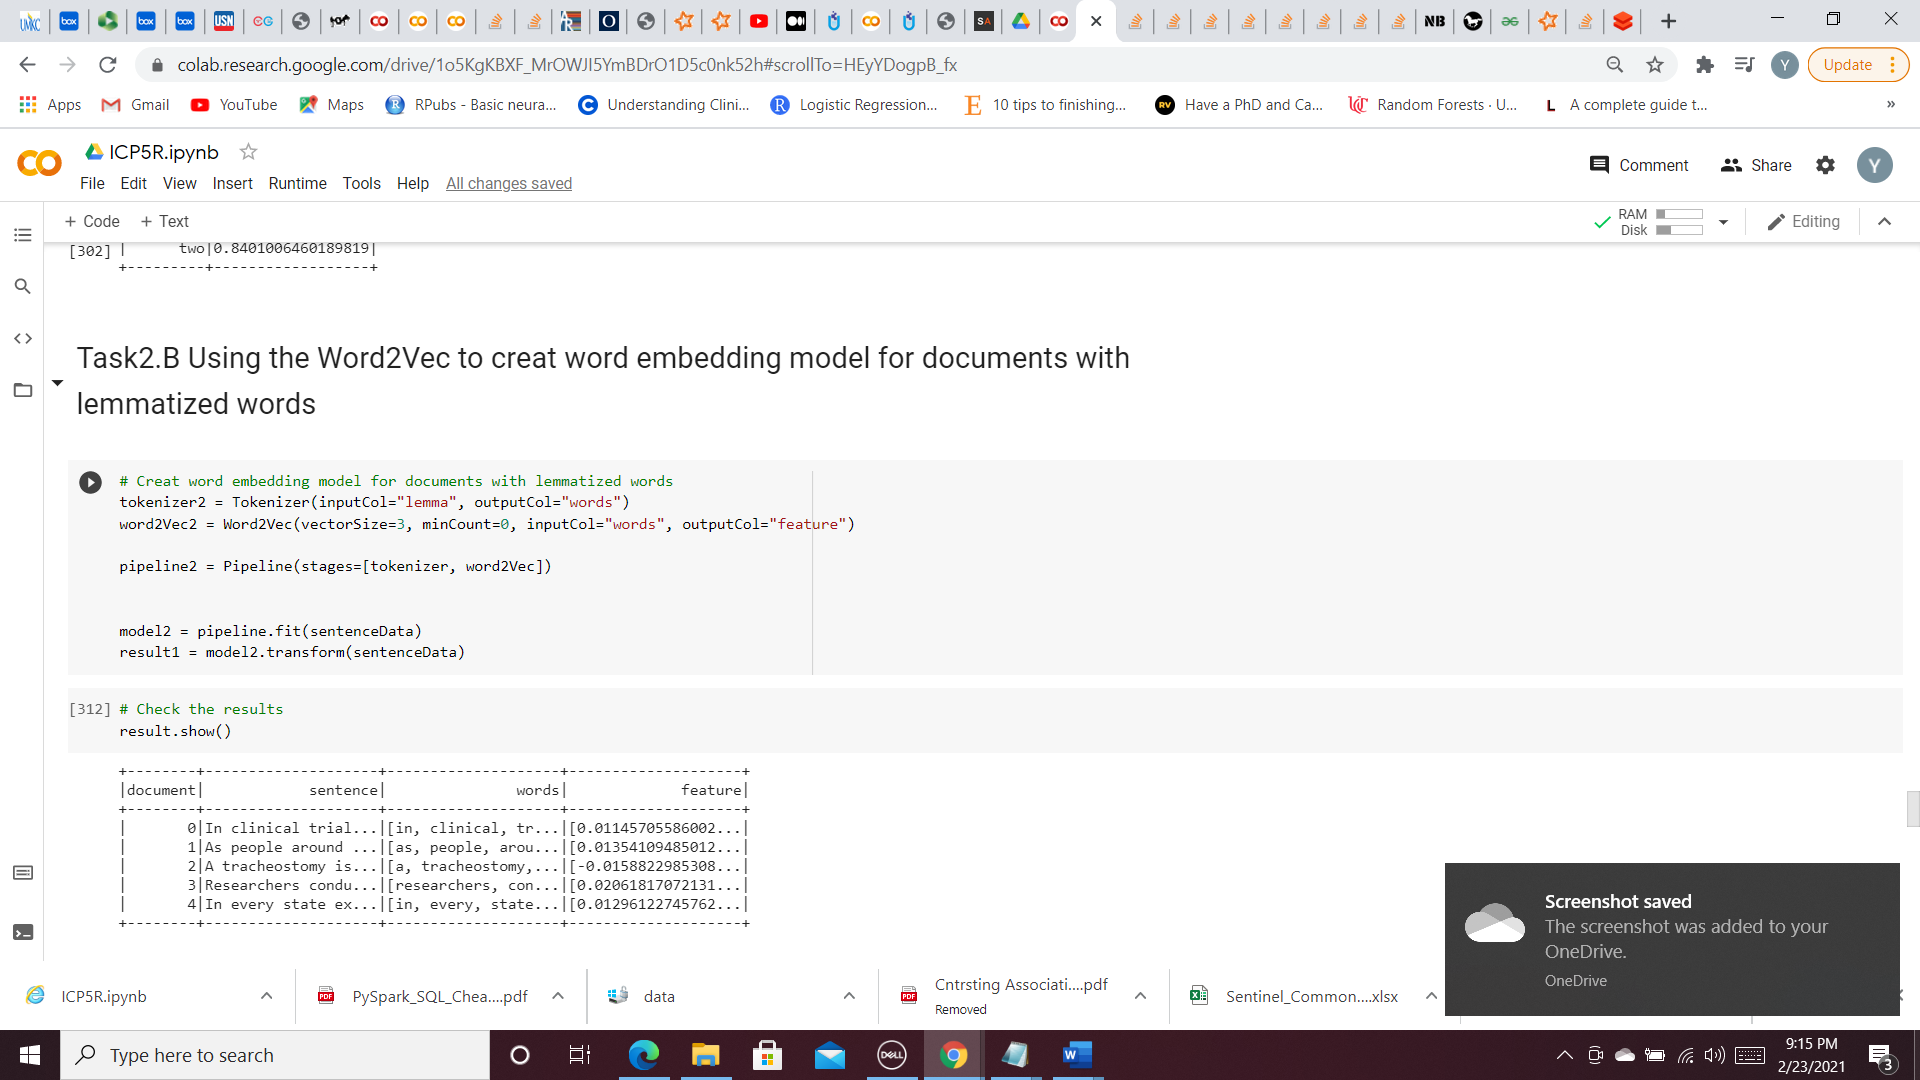 colab.research.google.com/drive/1o5KgKBXF_MrOWJI5YmBDrO1D5c0nk52h#scrollTo=HEyYDogpB_fx
Update
Apps
Gmail
YouTube
Maps
RPubs - Basic neura...
Understanding Clini...
Logistic Regression...
10 tips to finishing...
Have a PhD and Ca...
Random Forests · U...
A complete guide t...
»
ICP5R.ipynb
File Edit View Insert Runtime Tools Help All changes saved
Comment
Share
Y
+ Code + Text
RAM
Disk
Editing
[302] | two|0.8401006460189819|
+---------+------------------+
Task2.B Using the Word2Vec to creat word embedding model for documents with
lemmatized words
# Creat word embedding model for documents with lemmatized words
tokenizer2 = Tokenizer(inputCol="lemma", outputCol="words")
word2Vec2 = Word2Vec(vectorSize=3, minCount=0, inputCol="words", outputCol="feature")
pipeline2 = Pipeline(stages=[tokenizer, word2Vec])
model2 = pipeline.fit(sentenceData)
result1 = model2.transform(sentenceData)
[312] # Check the results
result.show()
+--------+--------------------+--------------------+--------------------+
|document|            sentence|               words|             feature|
+--------+--------------------+--------------------+--------------------+
|       0|In clinical trial...|[in, clinical, tr...|[0.01145705586002...|
|       1|As people around ...|[as, people, arou...|[0.01354109485012...|
|       2|A tracheostomy is...|[a, tracheostomy,...|[-0.0158822985308...|
|       3|Researchers condu...|[researchers, con...|[0.02061817072131...|
|       4|In every state ex...|[in, every, state...|[0.01296122745762...|
+--------+--------------------+--------------------+--------------------+
Screenshot saved
The screenshot was added to your
OneDrive.
OneDrive
ICP5R.ipynb
PySpark_SQL_Chea....pdf
data
Cntrsting Associati....pdf
Removed
Sentinel_Common....xlsx
Type here to search
DELL
9:15 PM
2/23/2021
3